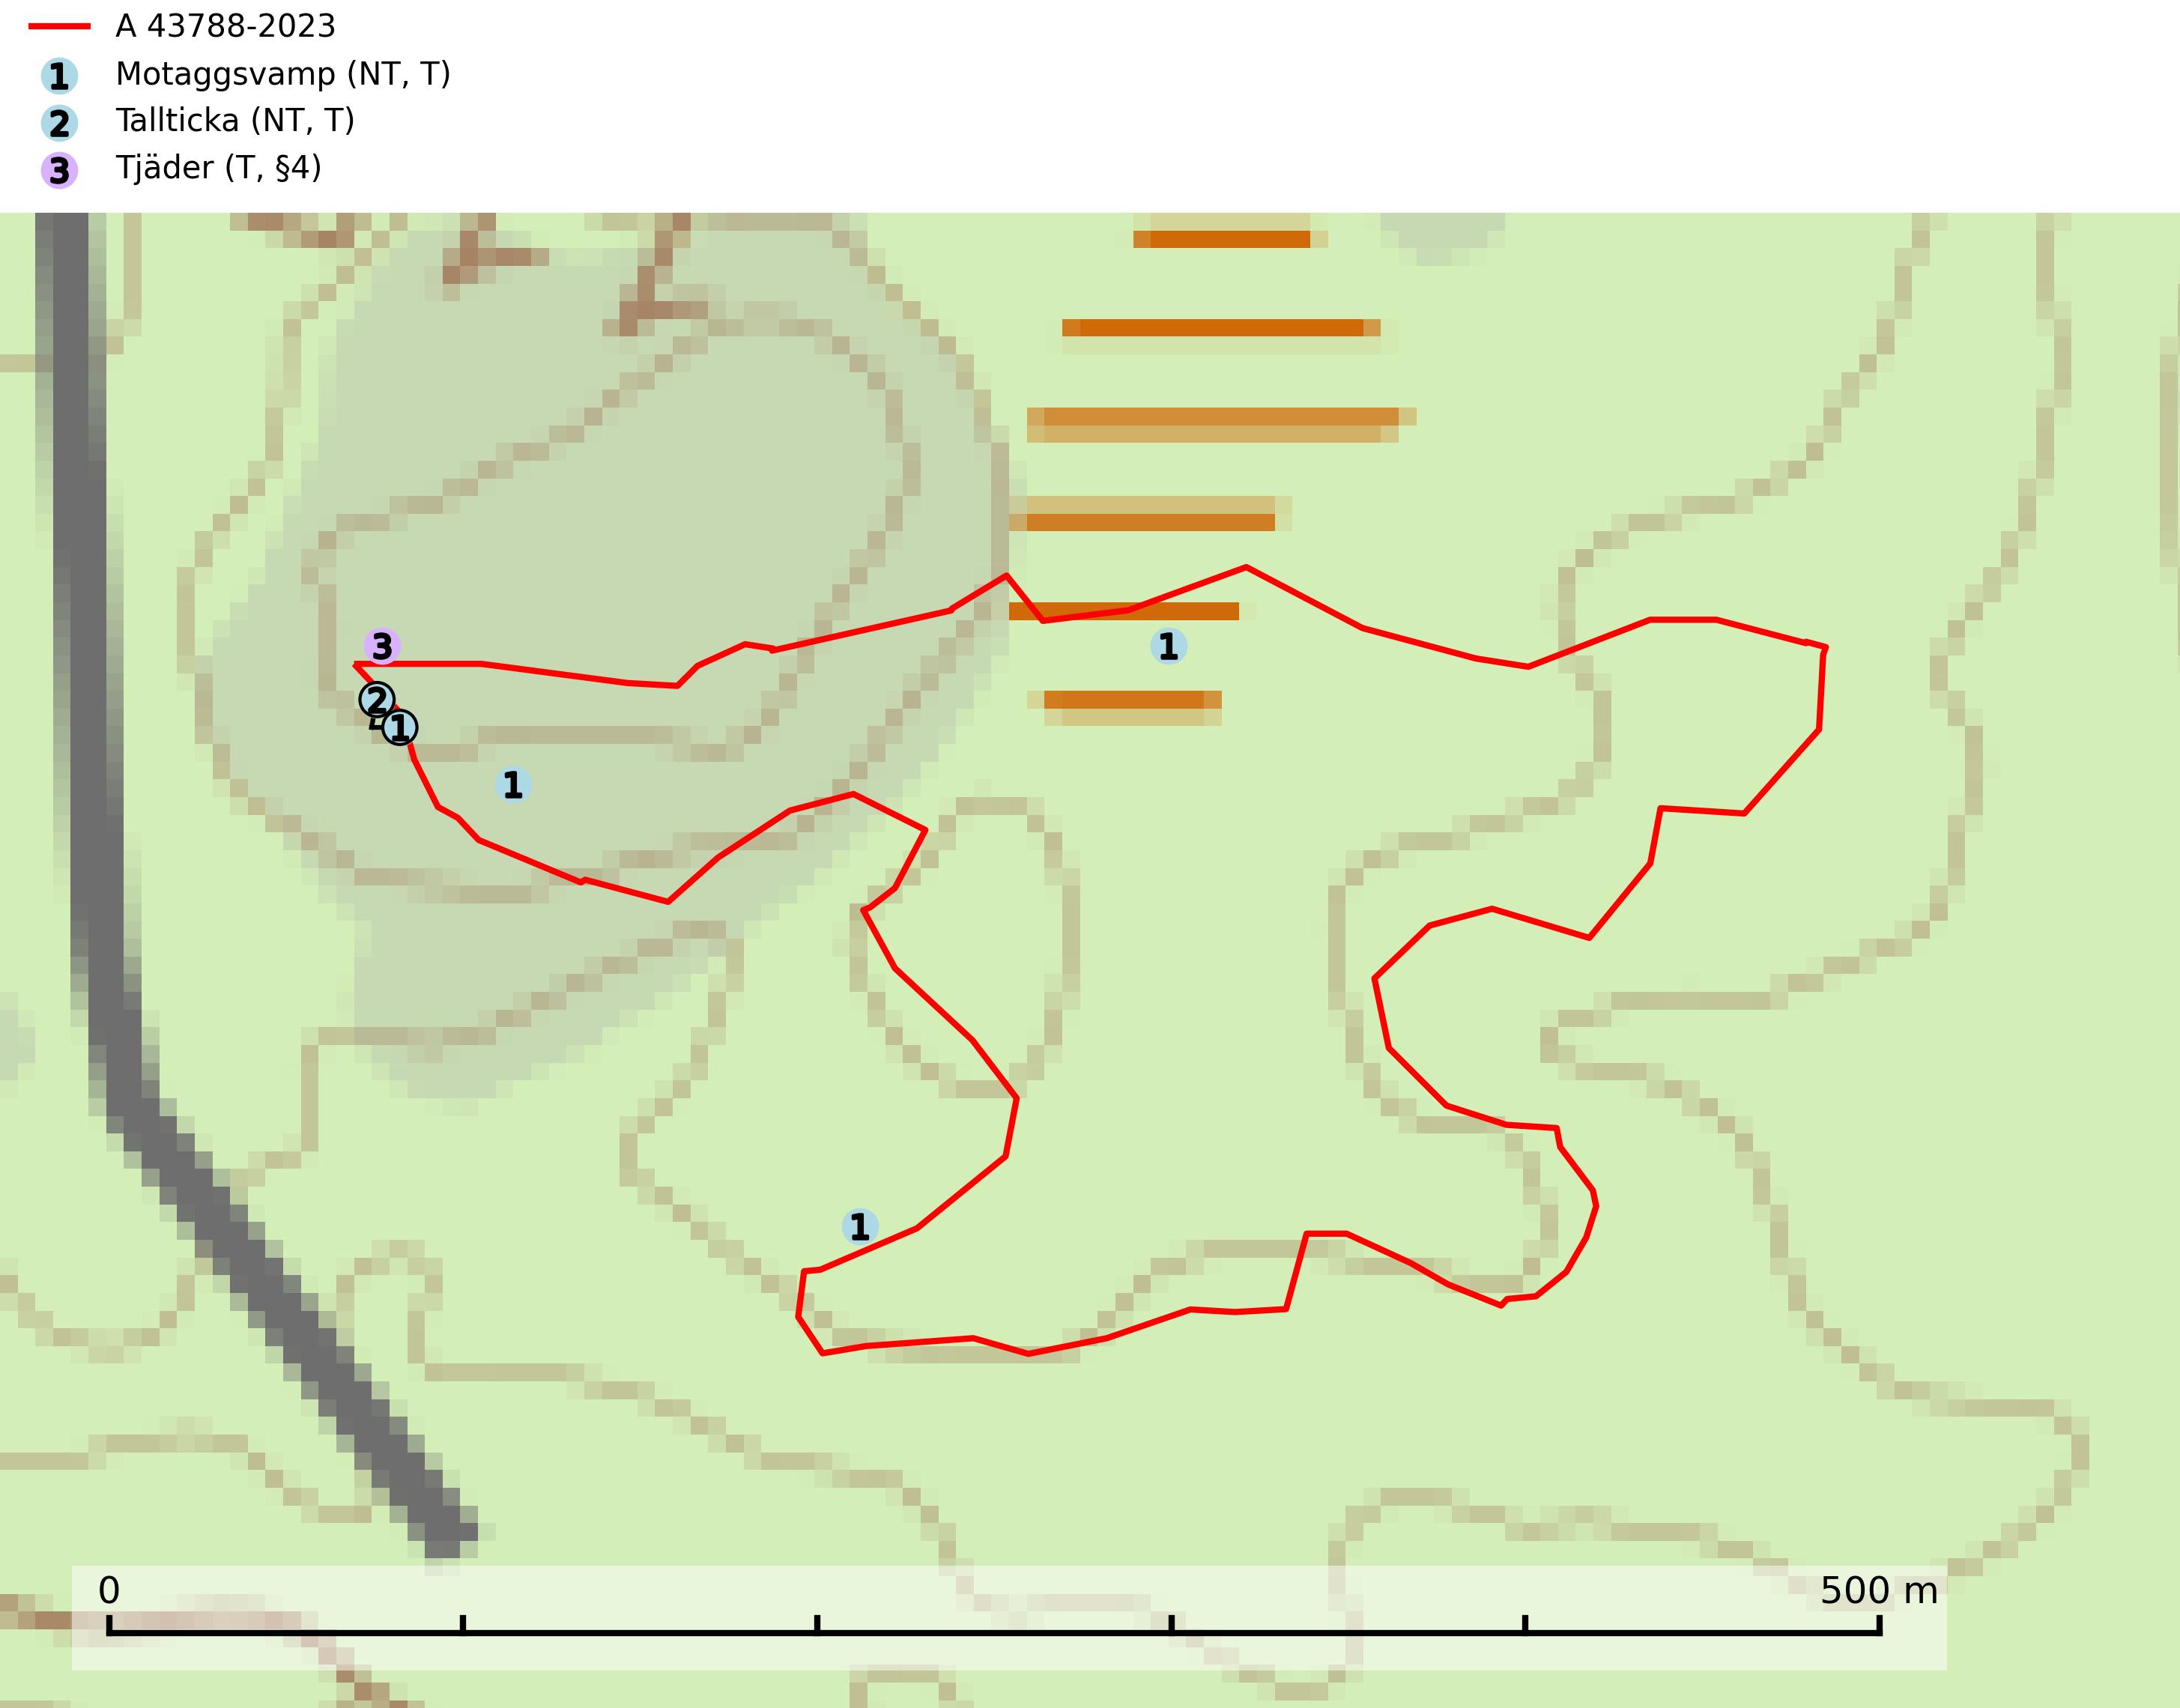 A 43788-2023
1 Motaggsvamp (NT, T)
2 Tallticka (NT, T)
3 Tjäder (T, §4)
3
1
2
1
1
1
0
500 m